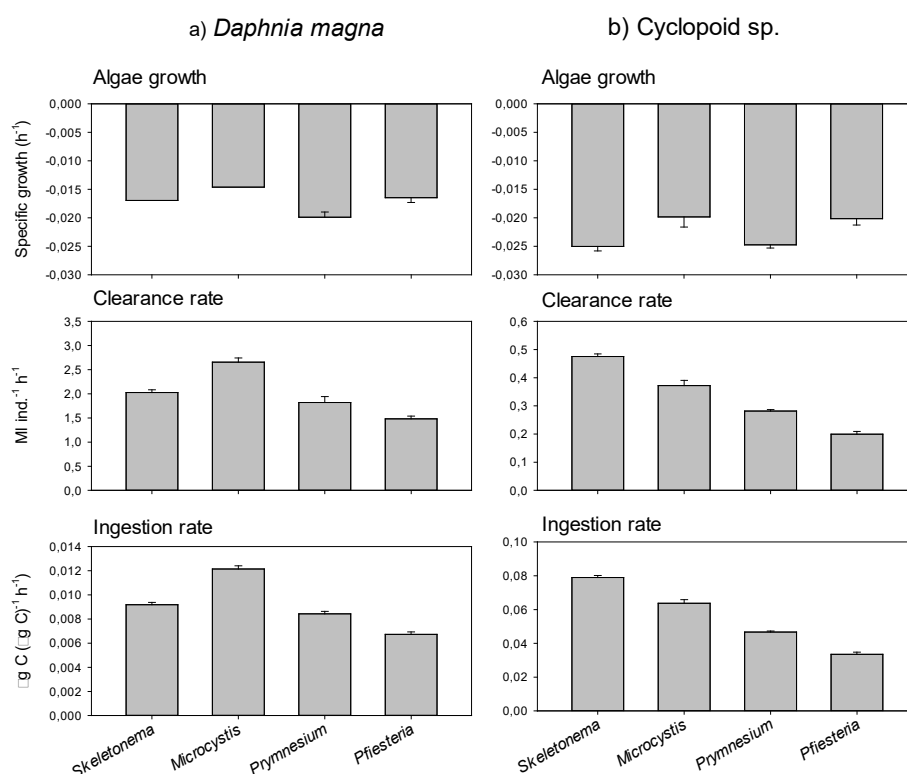 a) Daphnia magna
b) Cyclopoid sp.
Algae growth
Algae growth
Specific growth (h-1)
0,000
-0,005
-0,010
-0,015
-0,020
-0,025
-0,030
0,000
-0,005
-0,010
-0,015
-0,020
-0,025
-0,030
Clearance rate
Clearance rate
Ml ind.-1 h-1
3,5
3,0
2,5
2,0
1,5
1,0
0,5
0,0
0,6
0,5
0,4
0,3
0,2
0,1
0,0
Ingestion rate
Ingestion rate
□g C (□g C)-1 h-1)
0,014
0,012
0,010
0,008
0,006
0,004
0,002
0,000
0,10
0,08
0,06
0,04
0,02
0,00
Skeletonema
Microcystis
Prymnesium
Pfiesteria
Skeletonema
Microcystis
Prymnesium
Pfiesteria